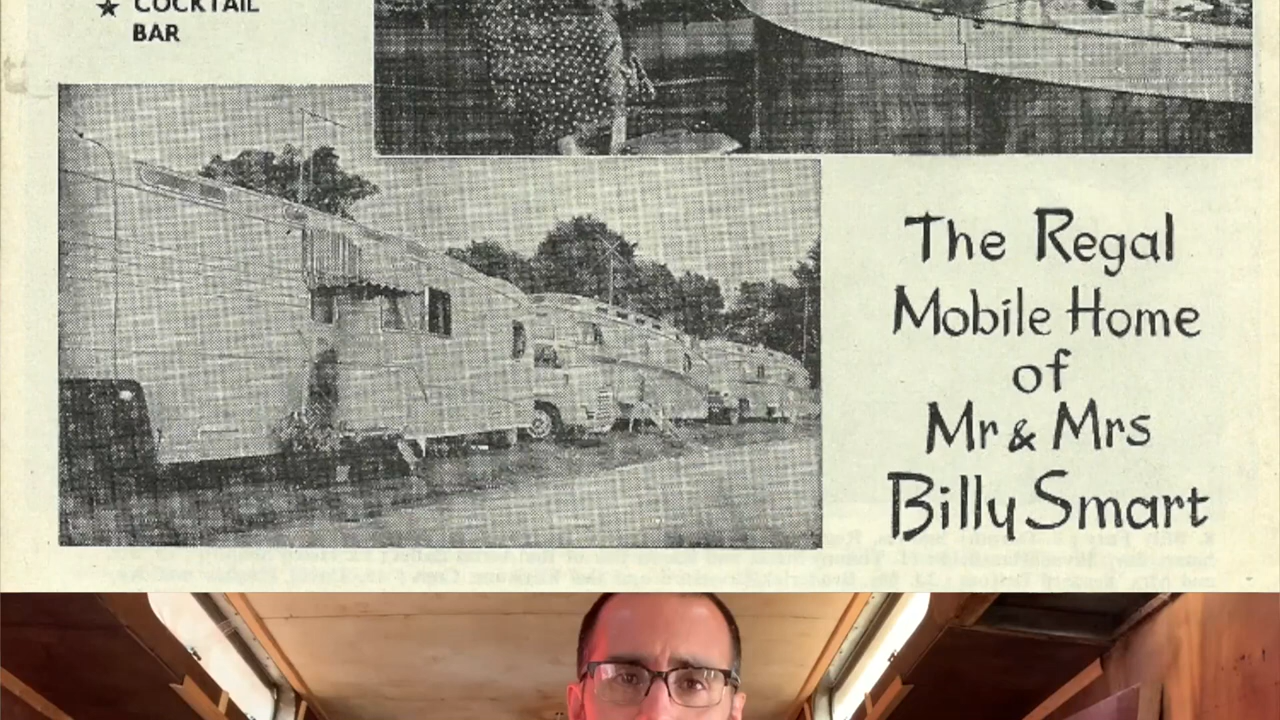 ★ COCKTAIL
BAR
The Regal
Mobile Home
of
Mr & Mrs
Billy Smart